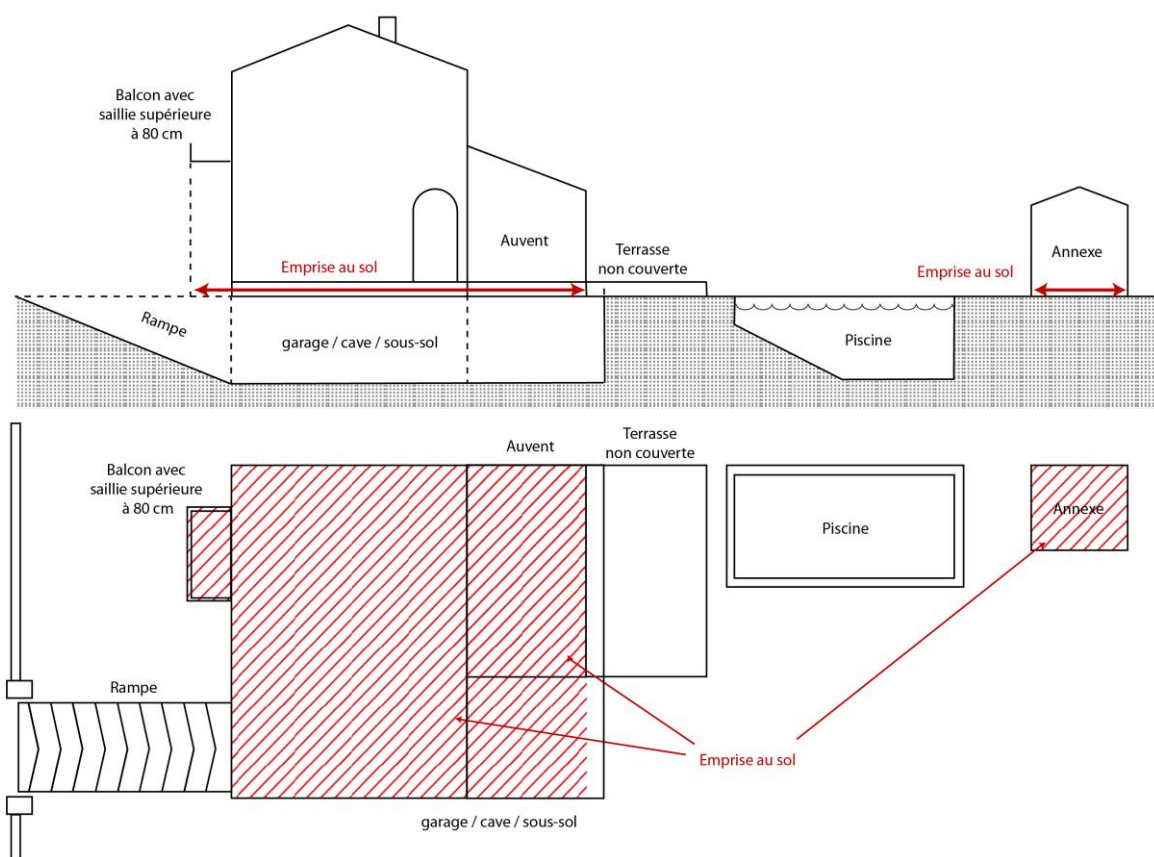 Balcon avec
saillie supérieure
à 80 cm
Auvent
Terrasse
non couverte
Annexe
Emprise au sol
Emprise au sol
Rampe
garage / cave / sous-sol
Piscine
Auvent
Terrasse
non couverte
Balcon avec
saillie supérieure
à 80 cm
Annexe
Piscine
Rampe
Emprise au sol
garage / cave / sous-sol